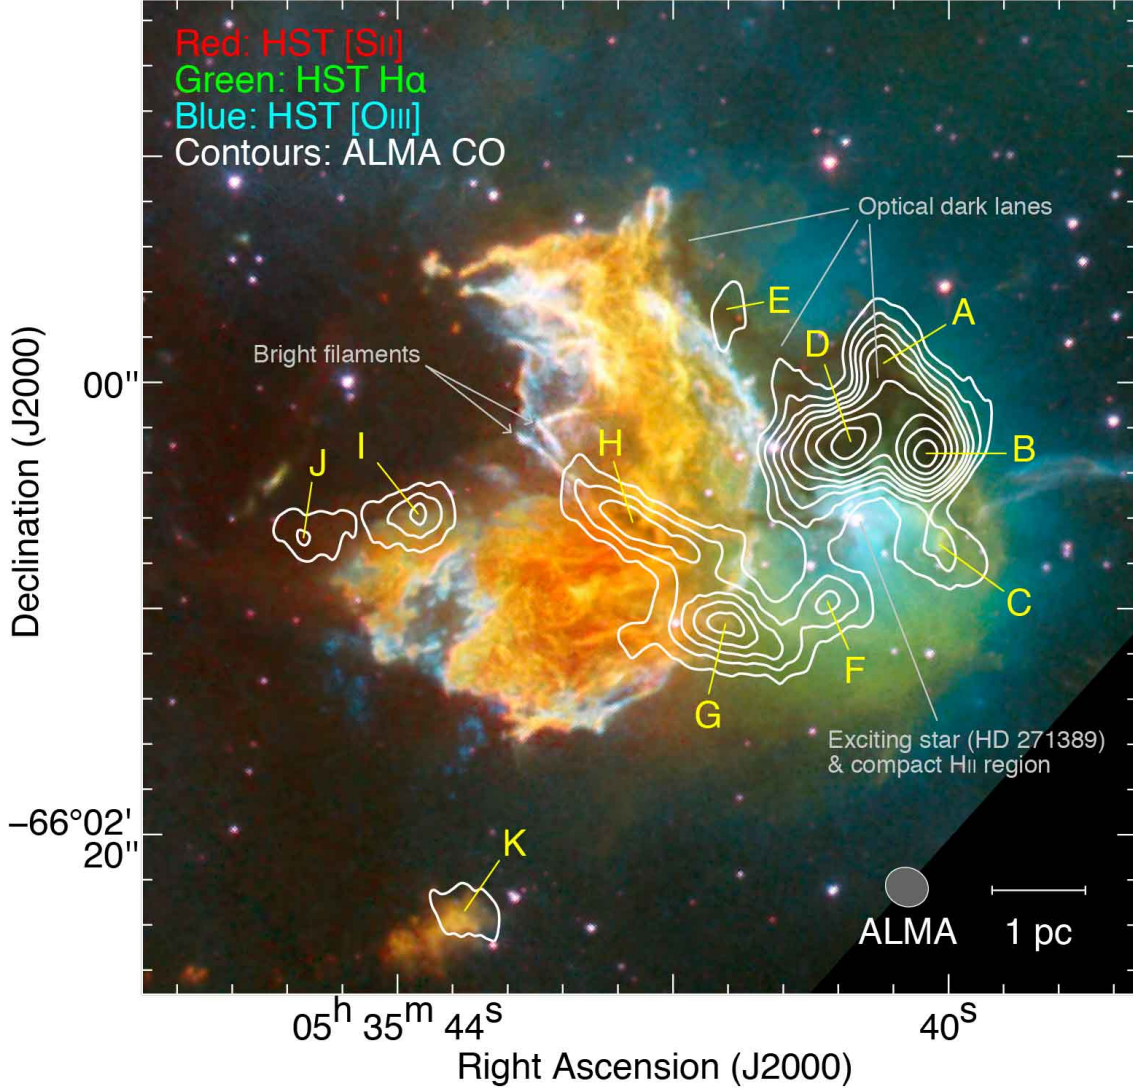 Red: HST [SII]
Green: HST Hα
Blue: HST [OIII]
Contours: ALMA CO
Optical dark lanes
E
A
D
Bright filaments
00"
H
B
I
J
C
F
G
Exciting star (HD 271389)
& compact HII region
K
−66°02'
20"
ALMA
1 pc
Declination (J2000)
05h 35m 44s
40s
Right Ascension (J2000)